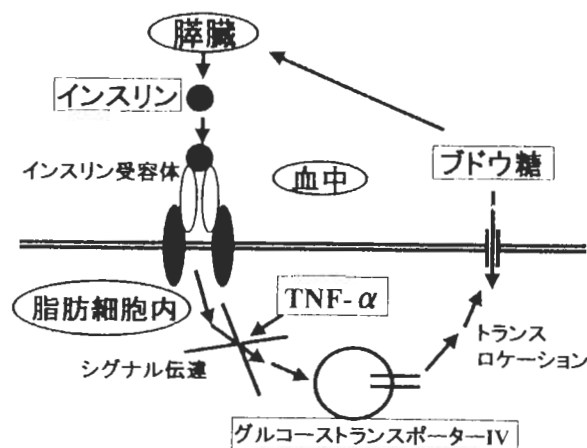 膵臓
インスリン
インスリン受容体
血中
ブドウ糖
脂肪細胞内
TNF-α
シグナル伝達
トランス
ロケーション
グルコーストランスポーターIV